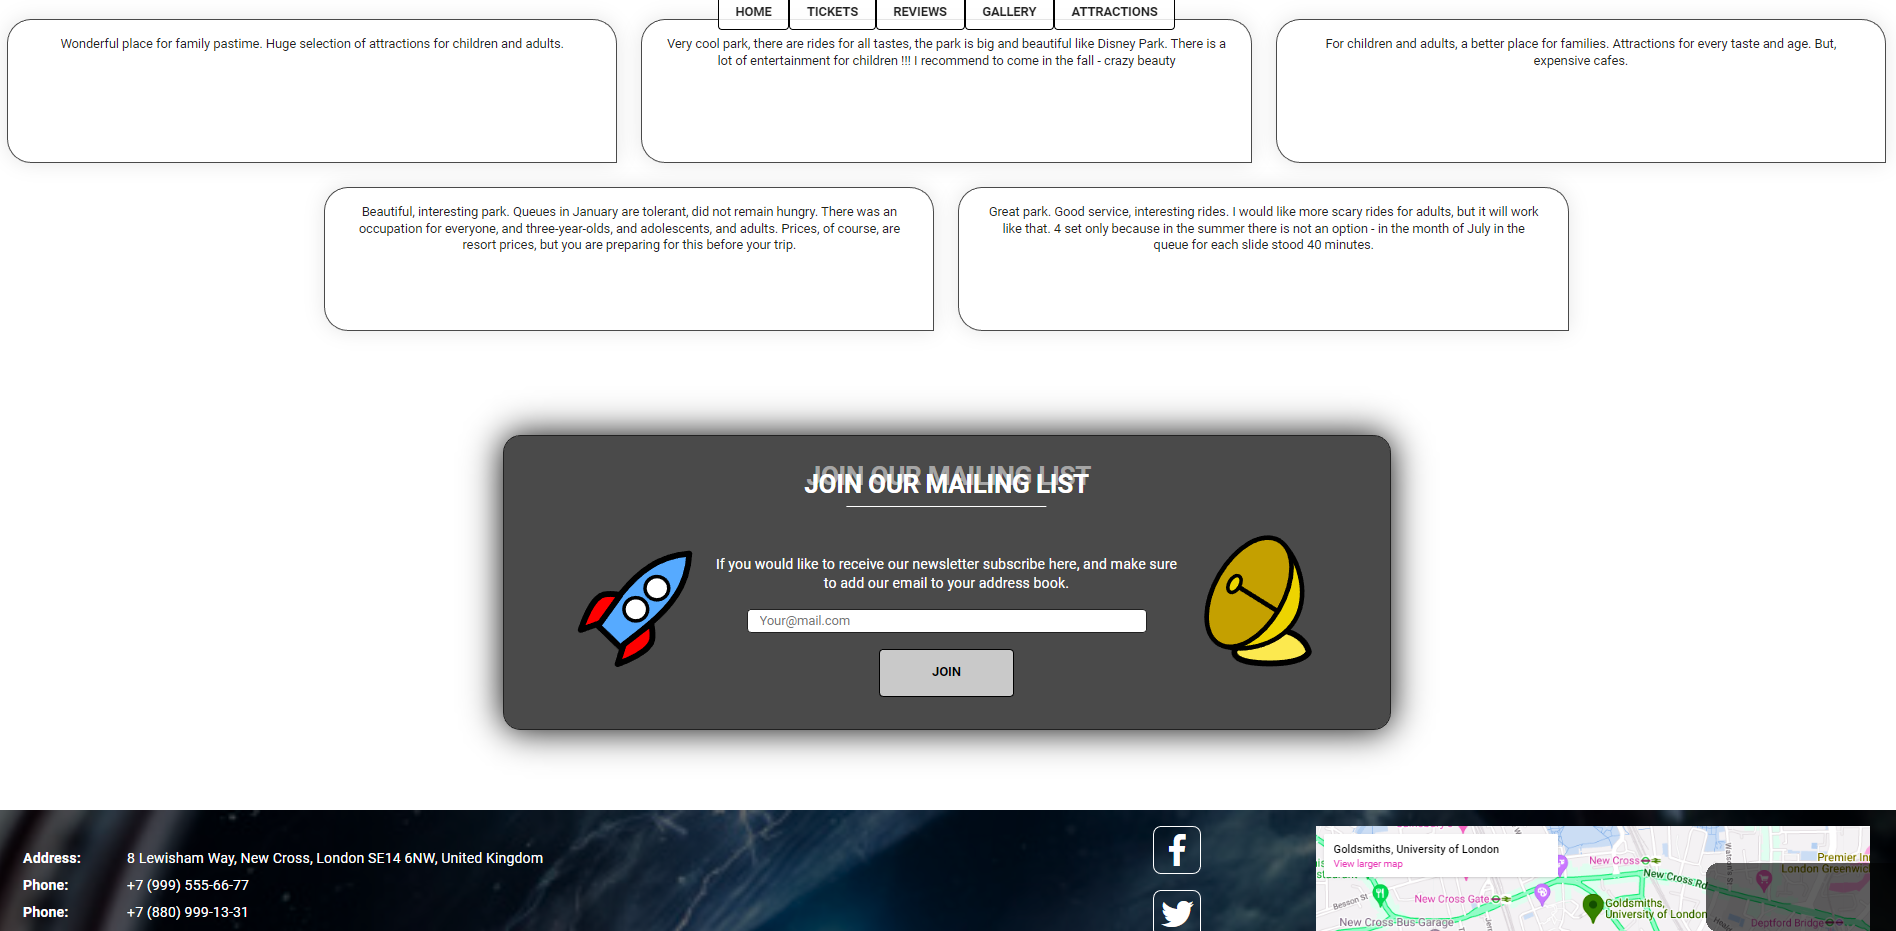 HOME TICKETS REVIEWS GALLERY ATTRACTIONS
Wonderful place for family pastime. Huge selection of attractions for children and adults.
Very cool park, there are rides for all tastes, the park is big and beautiful like Disney Park. There is a
lot of entertainment for children !!! I recommend to come in the fall - crazy beauty
For children and adults, a better place for families. Attractions for every taste and age. But,
expensive cafes.
Beautiful, interesting park. Queues in January are tolerant, did not remain hungry. There was an
occupation for everyone, and three-year-olds, and adolescents, and adults. Prices, of course, are
resort prices, but you are preparing for this before your trip.
Great park. Good service, interesting rides. I would like more scary rides for adults, but it will work
like that. 4 set only because in the summer there is not an option - in the month of July in the
queue for each slide stood 40 minutes.
JOIN OUR MAILING LIST
JOIN OUR MAILING LIST
If you would like to receive our newsletter subscribe here, and make sure
to add our email to your address book.
Your@mail.com
JOIN
Address: 8 Lewisham Way, New Cross, London SE14 6NW, United Kingdom
Phone: +7 (999) 555-66-77
Phone: +7 (880) 999-13-31
Goldsmiths, University of London
View larger map
New Cross
Premier In
London Greenwic
New Cross Rd
Besson St
New Cross Gate
Goldsmiths,
University of London
New Cross Bus Garage
Deptford Bridge